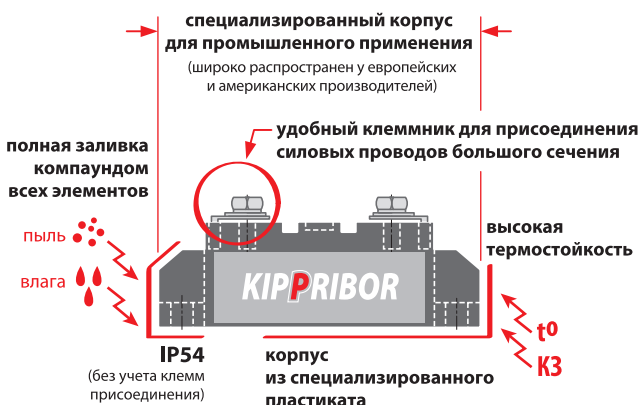 специализированный корпус
для промышленного применения
(широко распространен у европейских
и американских производителей)
удобный клеммник для присоединения
силовых проводов большого сечения
полная заливка
компаундом
всех элементов
пыль
влага
высокая
термостойкость
KIPPRIBOR
t⁰
КЗ
IP54
(без учета клемм
присоединения)
корпус
из специализированного
пластиката